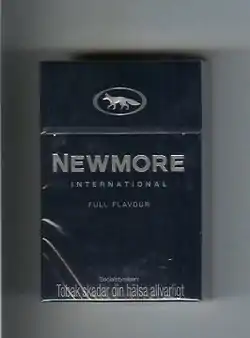 NEWMORE
INTERNATIONAL
FULL FLAVOUR
Socialstyrelsen:
Tobak skadar din hälsa allvarligt